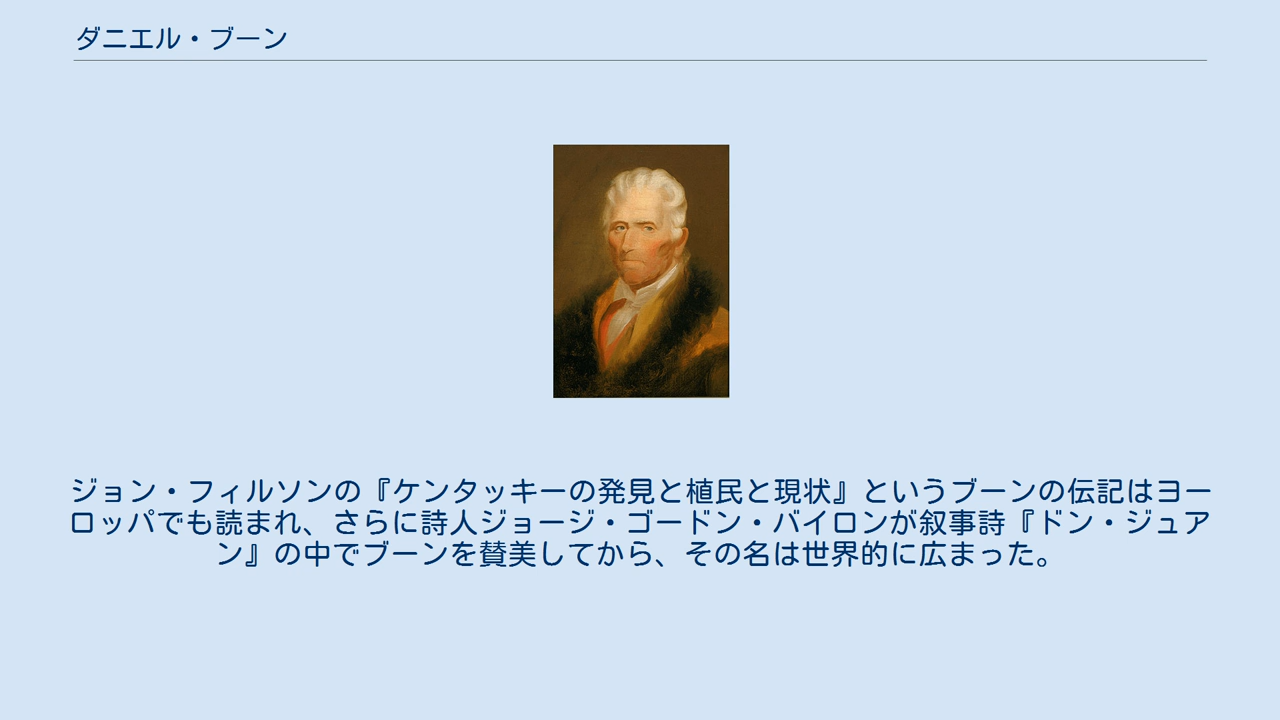 ダニエル・ブーン
ジョン・フィルソンの『ケンタッキーの発見と植民と現状』というブーンの伝記はヨー
ロッパでも読まれ、さらに詩人ジョージ・ゴードン・バイロンが叙事詩『ドン・ジュア
ン』の中でブーンを賛美してから、その名は世界的に広まった。